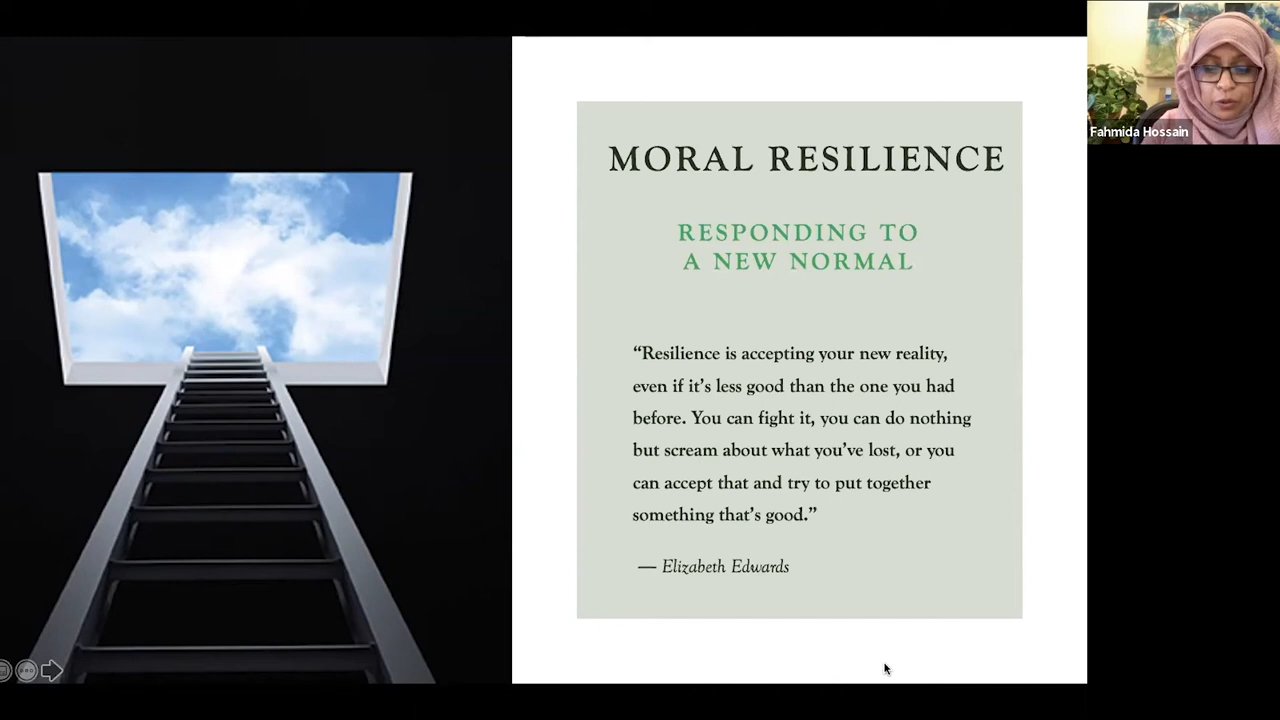 MORAL RESILIENCE
RESPONDING TO
A NEW NORMAL
“Resilience is accepting your new reality,
even if it’s less good than the one you had
before. You can fight it, you can do nothing
but scream about what you’ve lost, or you
can accept that and try to put together
something that’s good.”
— Elizabeth Edwards
Fahmida Hossain